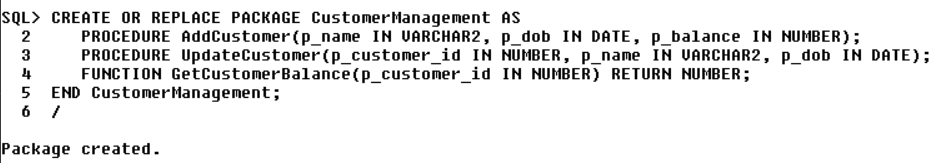 SQL> CREATE OR REPLACE PACKAGE CustomerManagement AS
  2      PROCEDURE AddCustomer(p_name IN VARCHAR2, p_dob IN DATE, p_balance IN NUMBER);
  3      PROCEDURE UpdateCustomer(p_customer_id IN NUMBER, p_name IN VARCHAR2, p_dob IN DATE);
  4      FUNCTION GetCustomerBalance(p_customer_id IN NUMBER) RETURN NUMBER;
  5  END CustomerManagement;
  6  /
Package created.